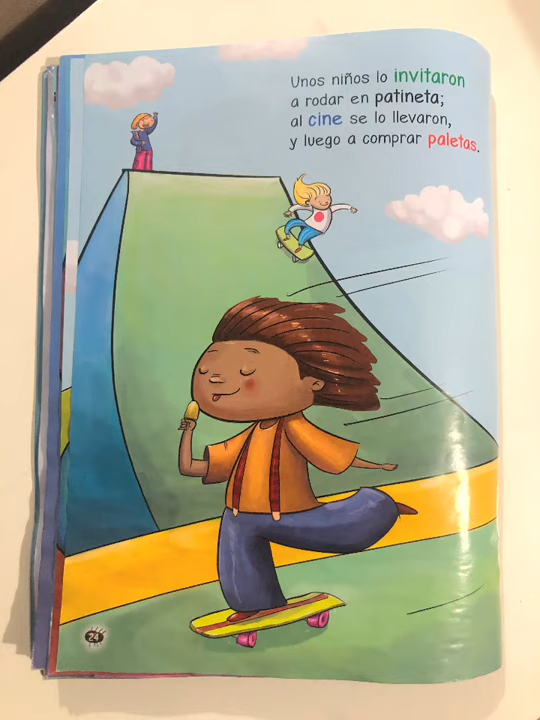 Unos niños lo invitaron
a rodar en patineta;
al cine se lo llevaron,
y luego a comprar paletas.
24